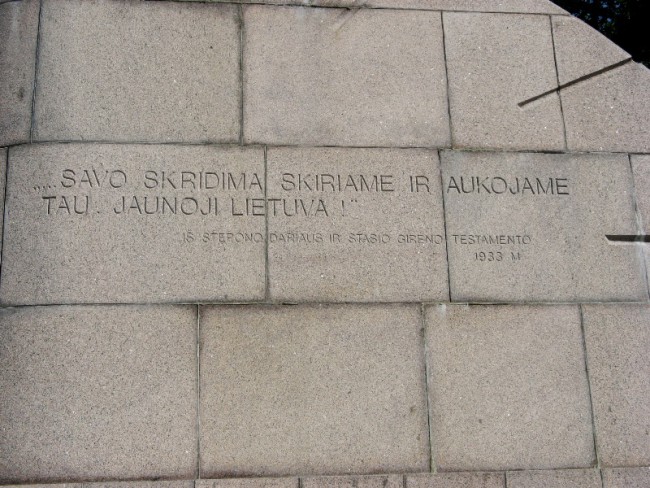 „...SAVO SKRIDIMĄ SKIRIAME IR AUKOJAME
TAU, JAUNOJI LIETUVA !"
IŠ STEPONO DARIAUS IR STASIO GIRĖNO TESTAMENTO
1933 M